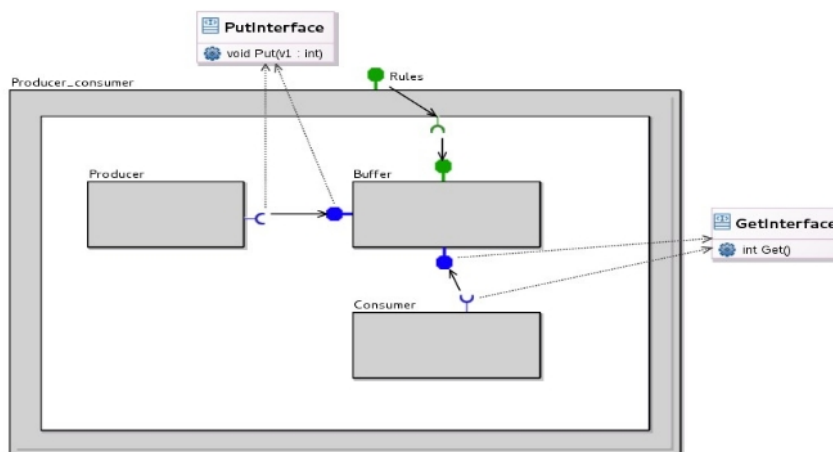 PutInterface
void Put(v1 : int)
Producer_consumer
Rules
Producer
Buffer
GetInterface
int Get()
Consumer